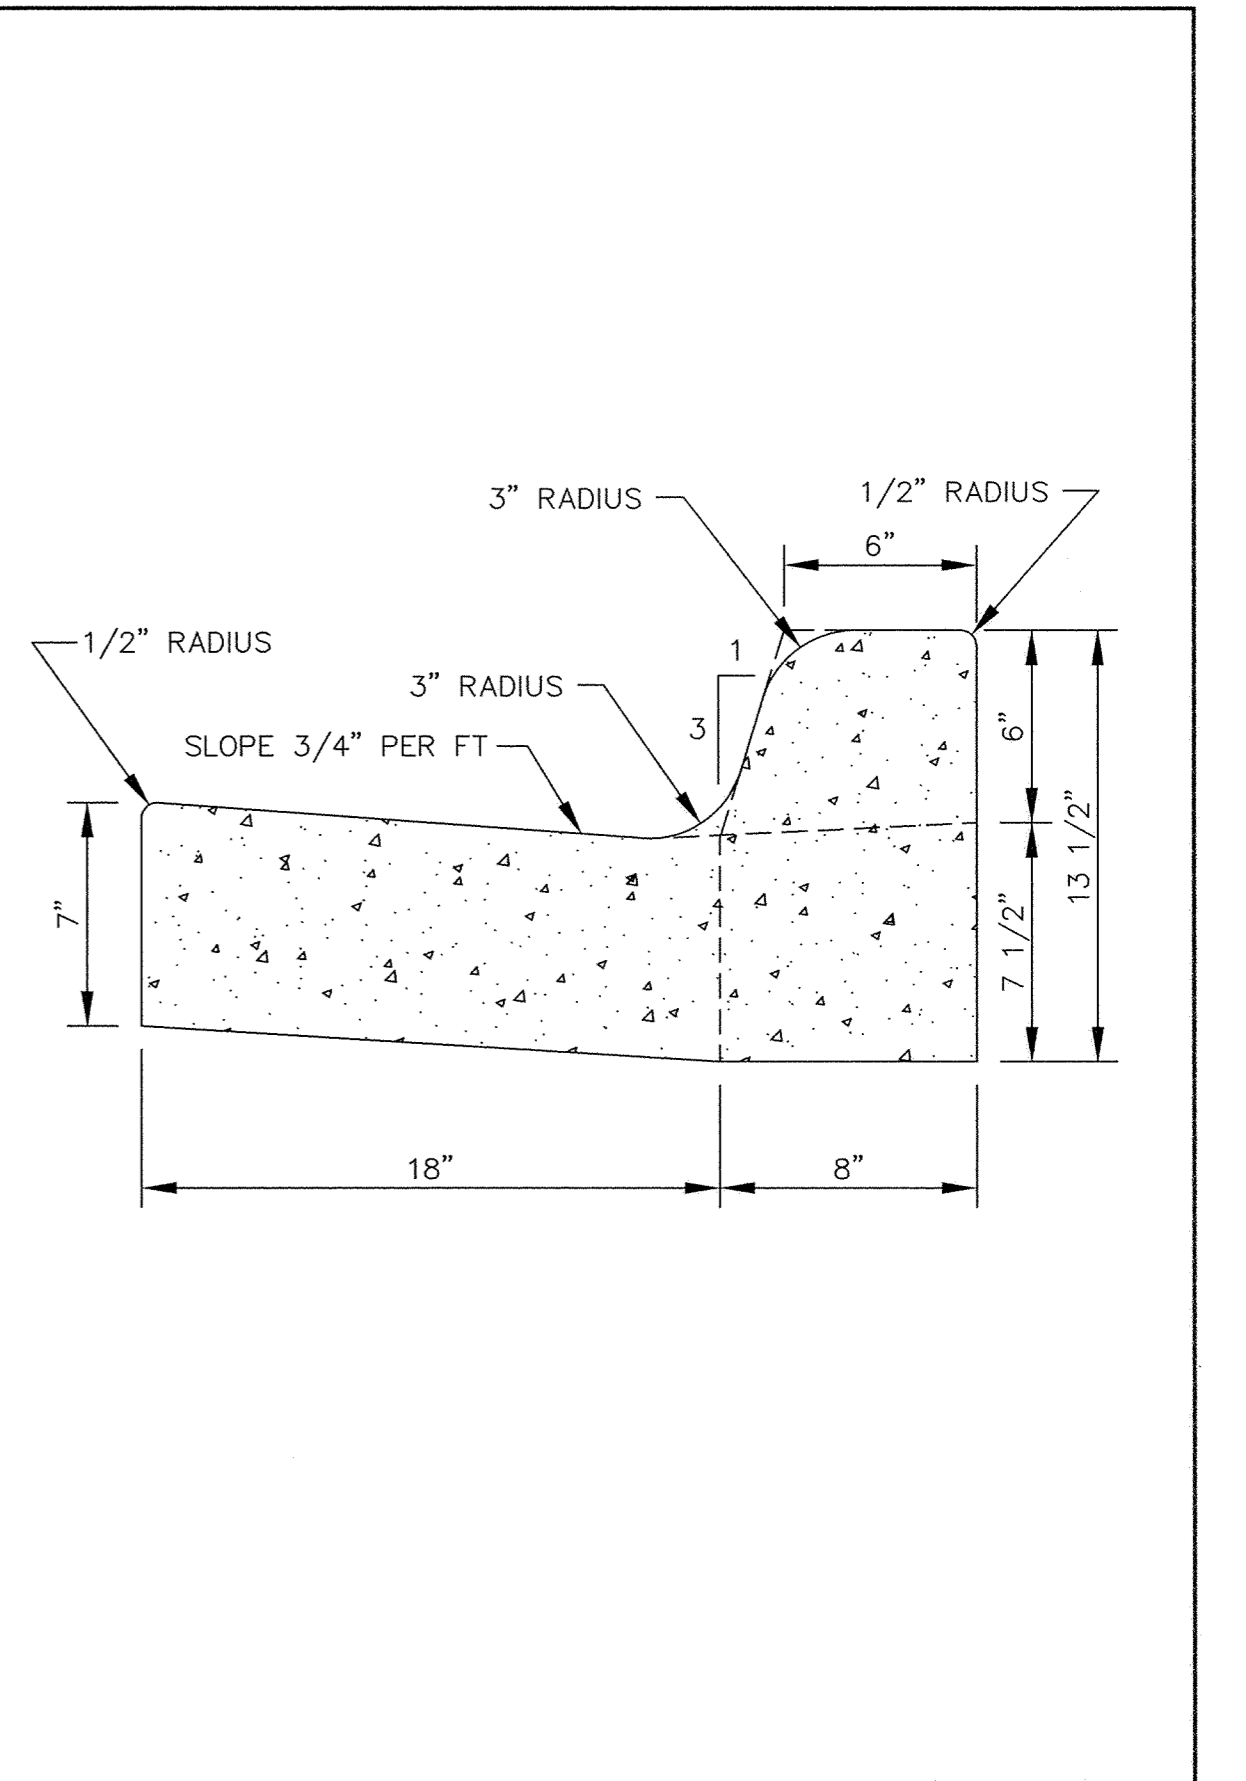 3” RADIUS
1/2” RADIUS
6”
1/2” RADIUS
1
3” RADIUS
3
6”
SLOPE 3/4” PER FT
13 1/2”
7”
7 1/2”
18”
8”